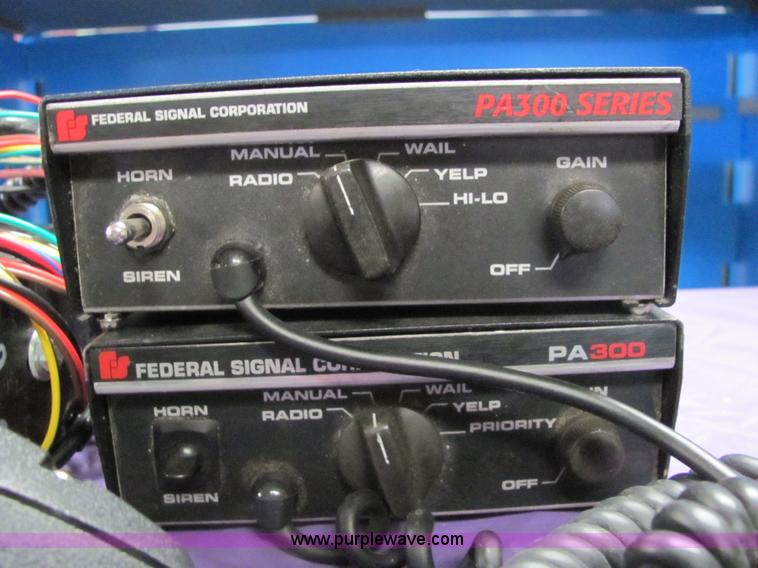 FEDERAL SIGNAL CORPORATION PA300 SERIES
MANUAL WAIL
HORN RADIO YELP GAIN
HI-LO
SIREN OFF
FEDERAL SIGNAL PA300
MANUAL WAIL
HORN RADIO YELP
PRIORITY
SIREN OFF
www.purplewave.com